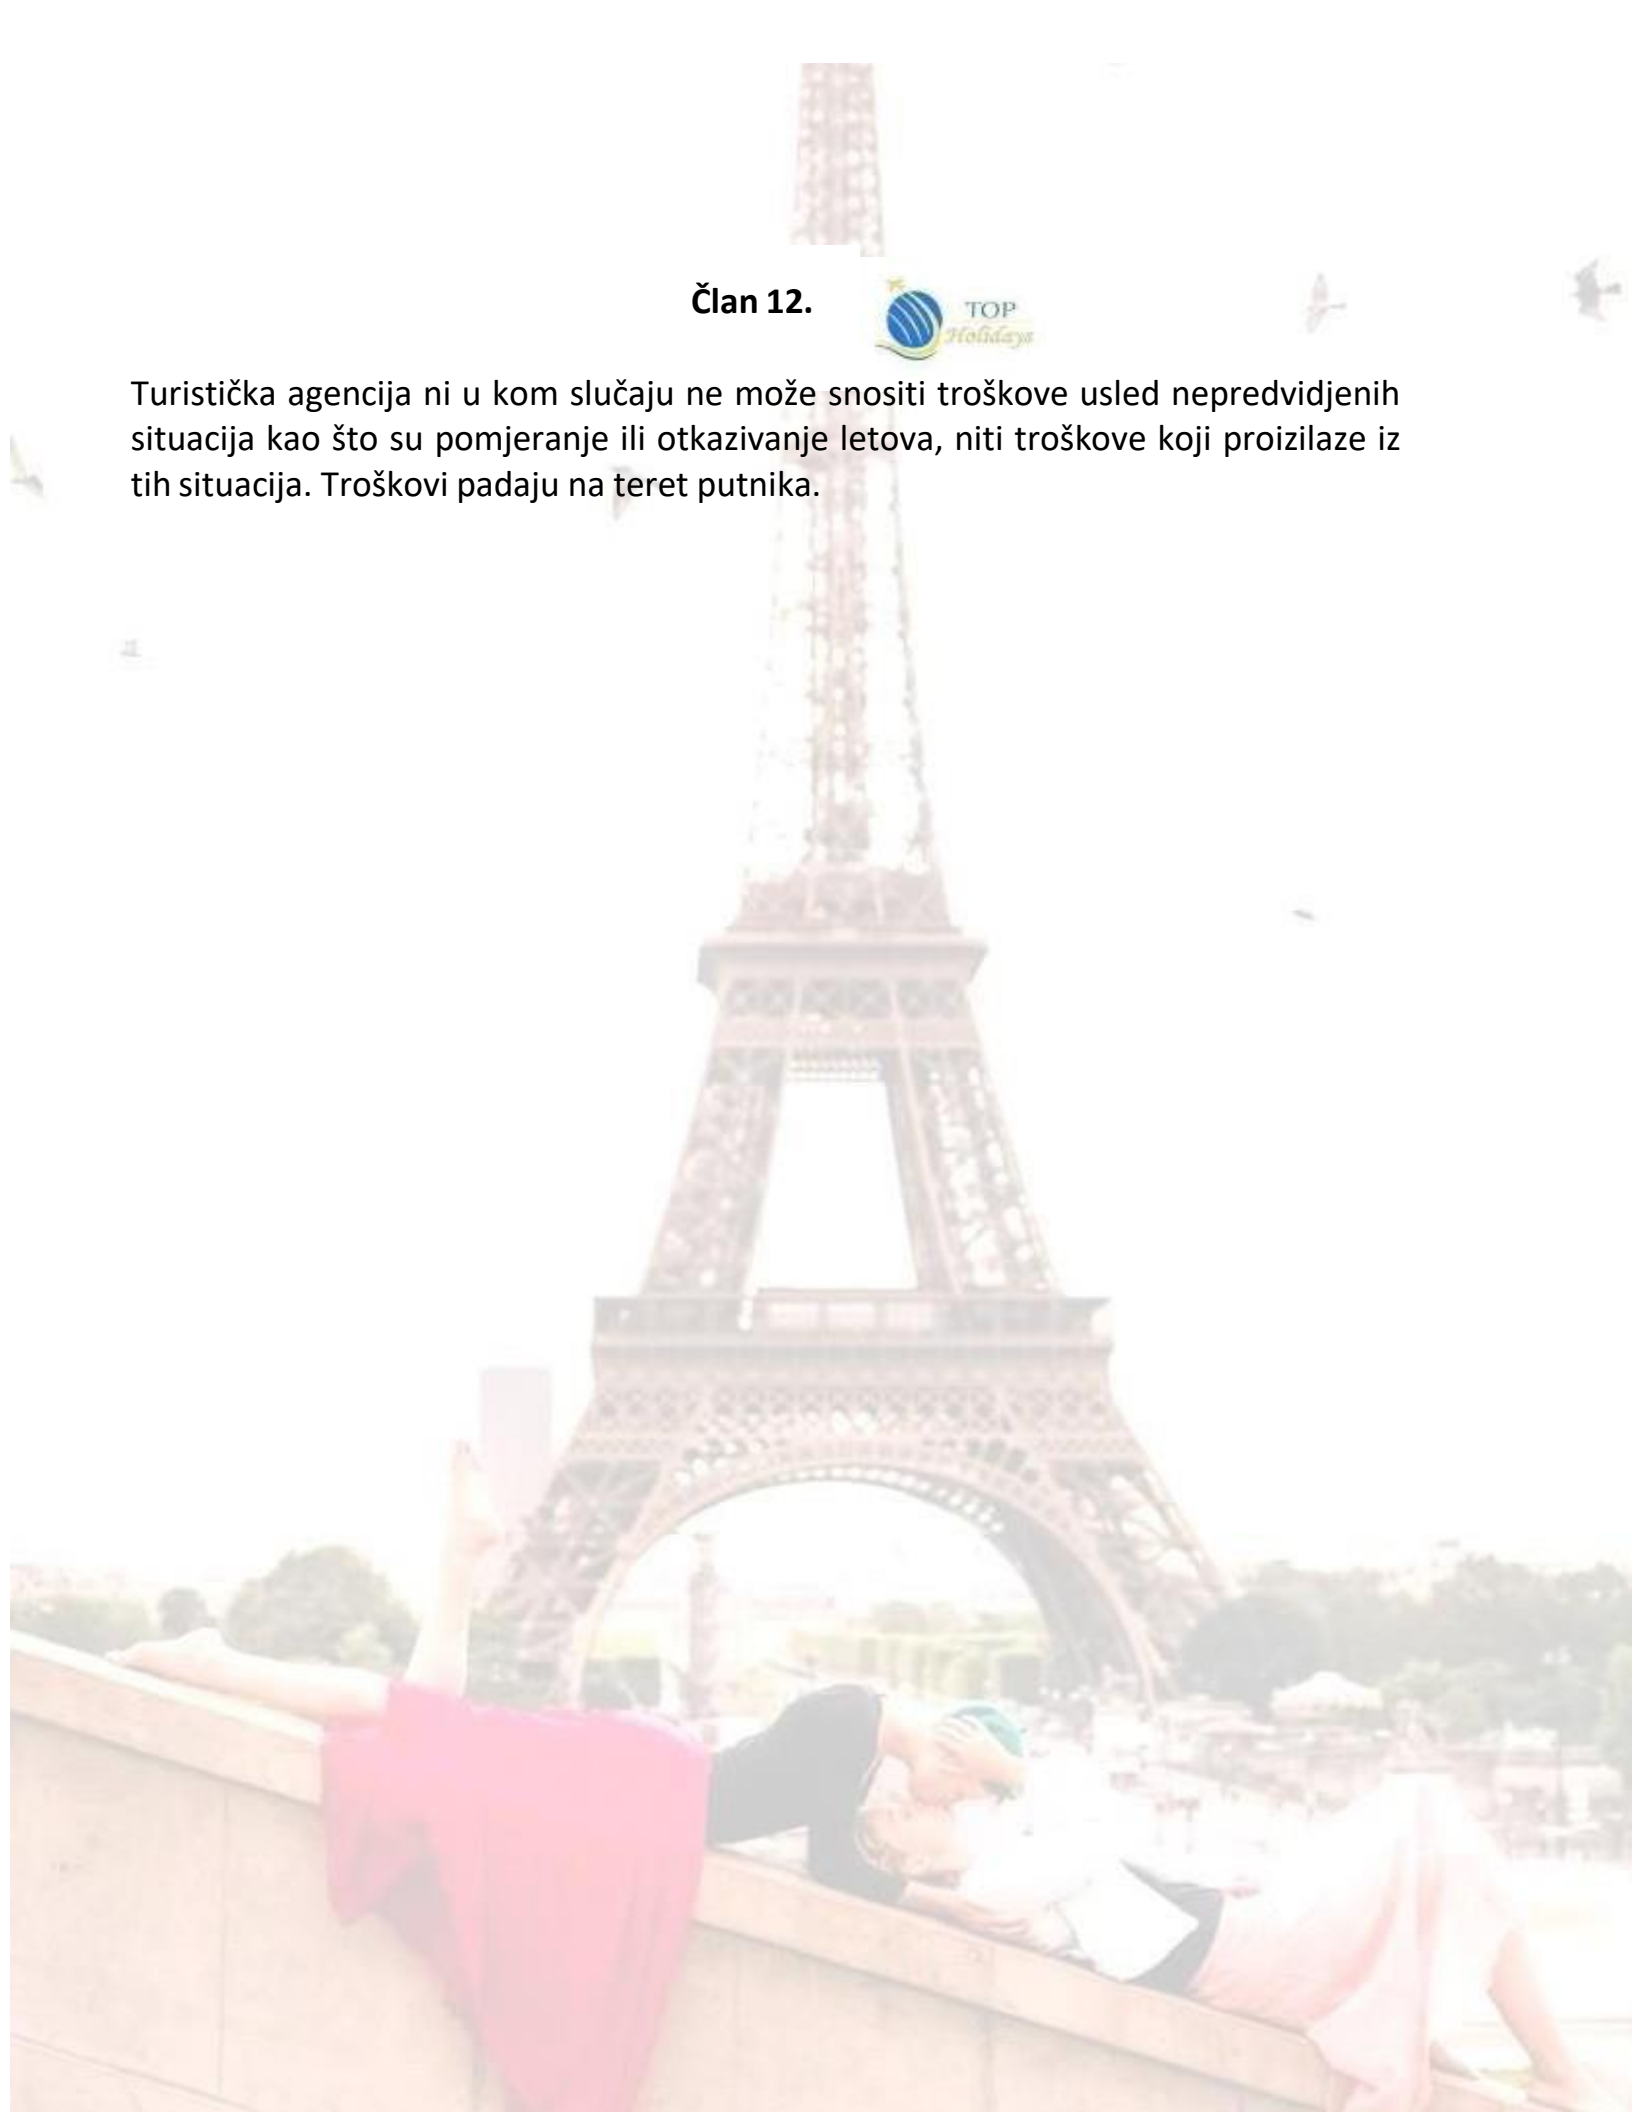 Član 12.
TOP
Holidays
Turistička agencija ni u kom slučaju ne može snositi troškove usled nepredvidjenih
situacija kao što su pomjeranje ili otkazivanje letova, niti troškove koji proizilaze iz
tih situacija. Troškovi padaju na teret putnika.